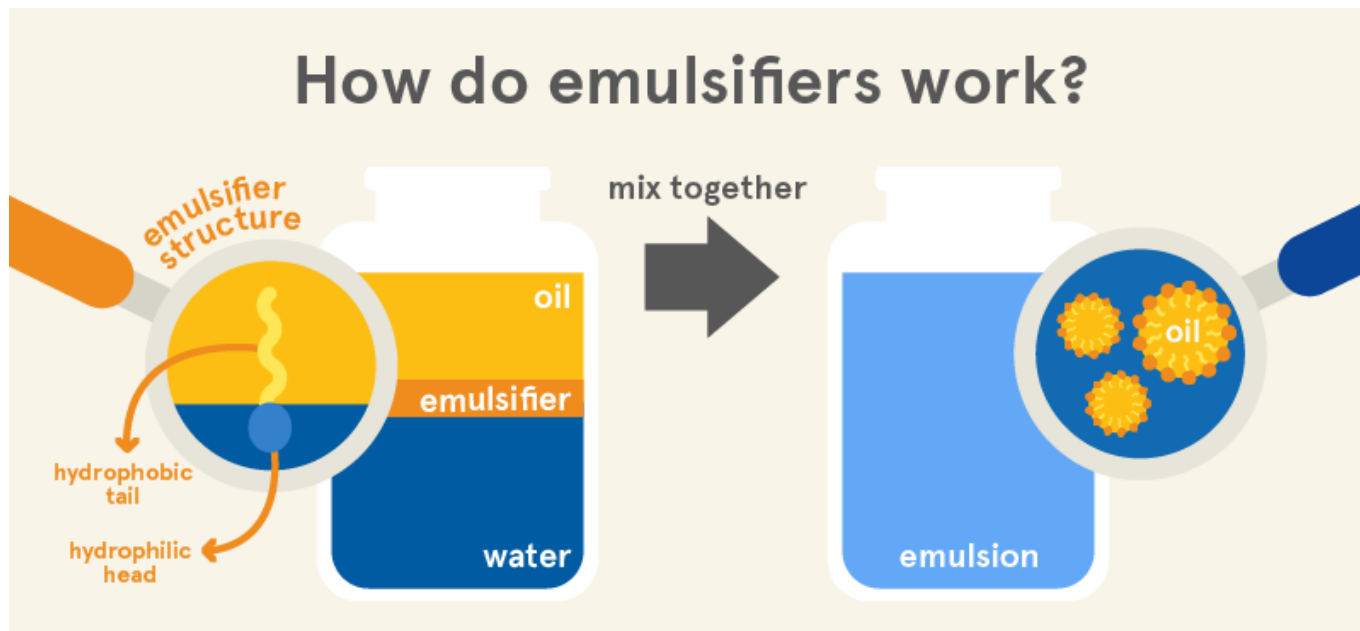 How do emulsifiers work?
emulsifier
structure
mix together
oil
emulsifier
water
hydrophobic
tail
hydrophilic
head
oil
emulsion